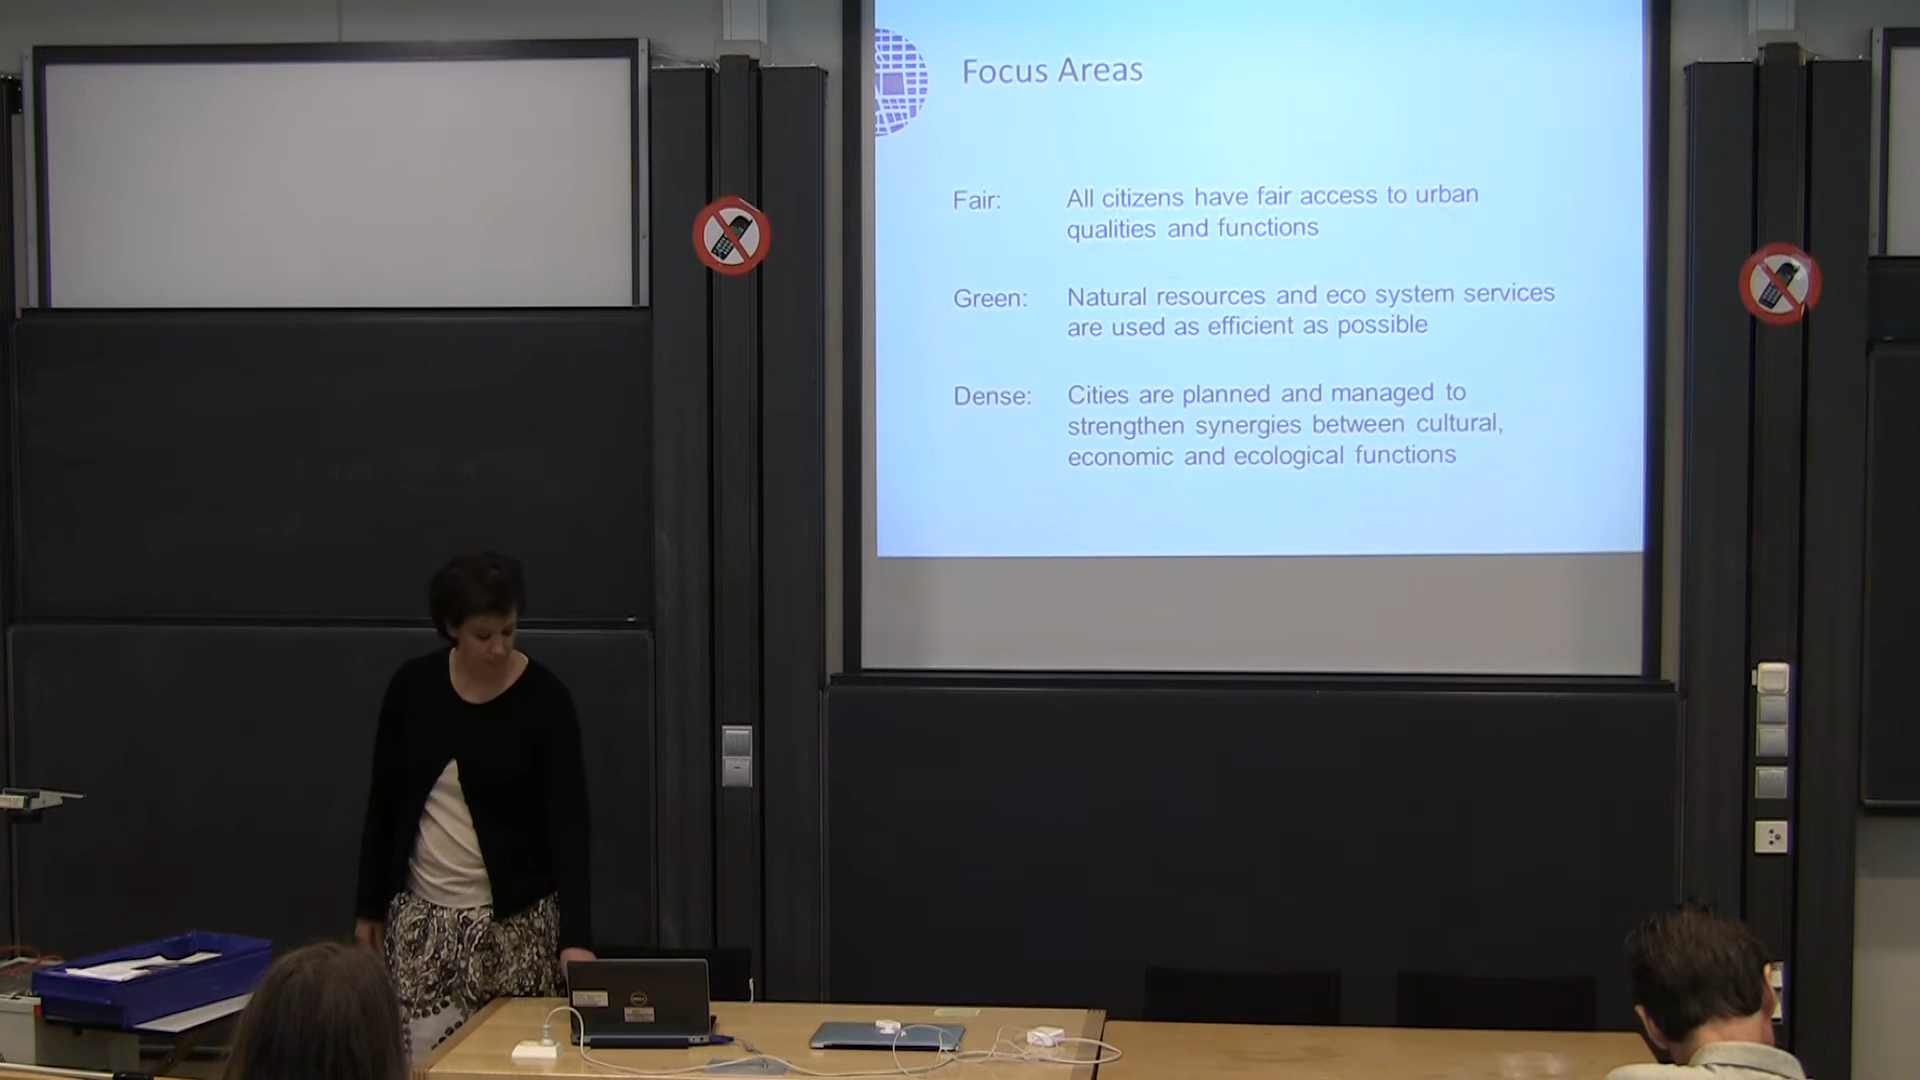 Focus Areas
Fair: All citizens have fair access to urban
qualities and functions
Green: Natural resources and eco system services
are used as efficient as possible
Dense: Cities are planned and managed to
strengthen synergies between cultural,
economic and ecological functions
DELL